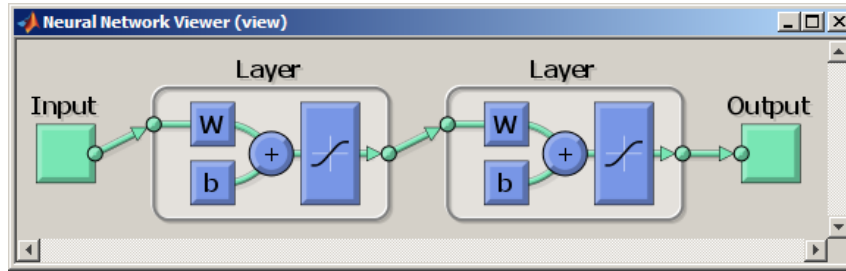 Neural Network Viewer (view)
Layer Layer
Input Output
W W
+ +
b b